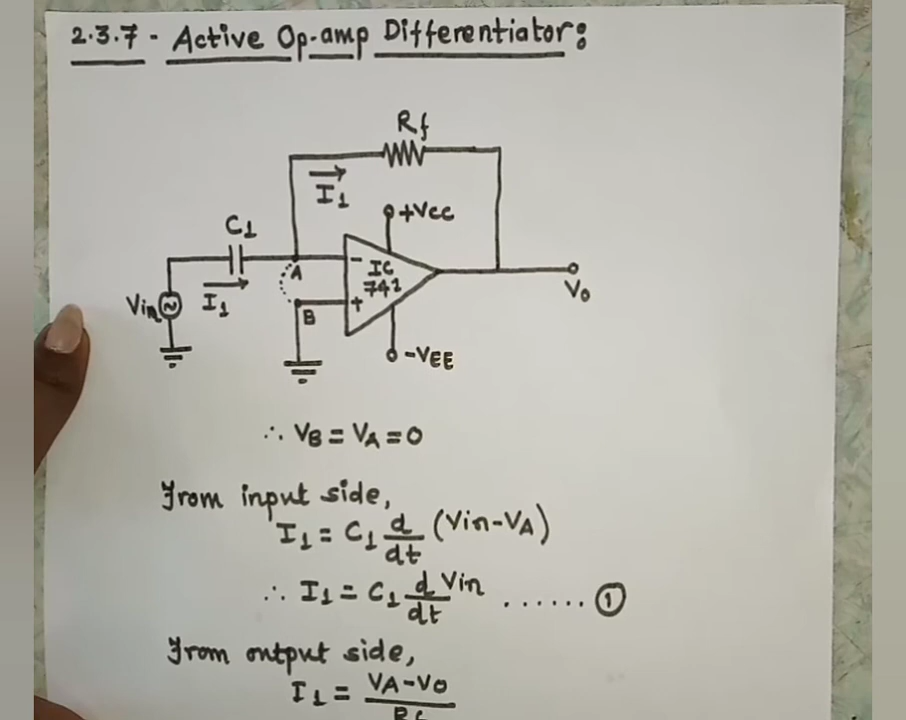 2.3.7 - Active Op-amp Differentiator:
Rf
I1
+VCC
C1
A
-
IC
741
Vin
I1
B
+
Vo
-VEE
∴ VB = VA = 0
From input side,
I1 = C1 d/dt (Vin-VA)
∴ I1 = C1 d Vin/dt ...... ①
From output side,
I1 = VA-Vo/Rf